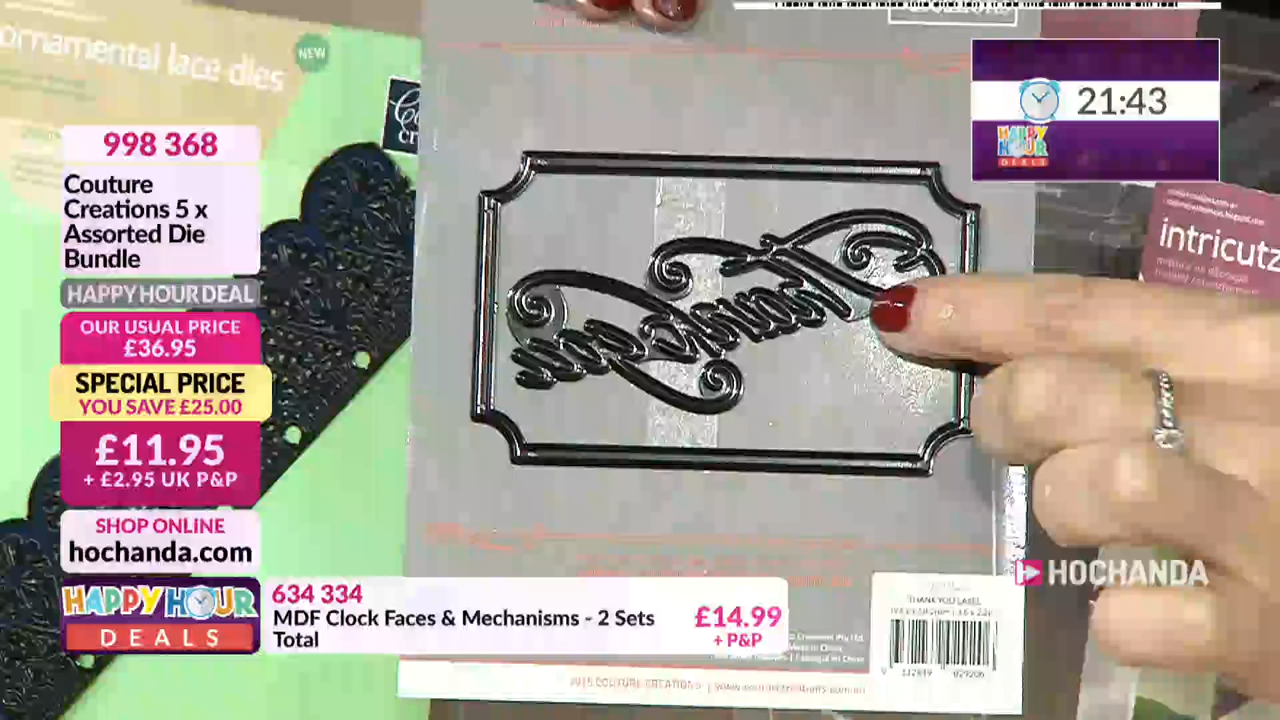 ornamental lace dies
NEW
998 368
Couture
Creations 5 x
Assorted Die
Bundle
HAPPY HOUR DEAL
OUR USUAL PRICE
£36.95
SPECIAL PRICE
YOU SAVE £25.00
£11.95
+ £2.95 UK P&P
SHOP ONLINE
hochanda.com
HAPPY HOUR
DEALS
634 334
MDF Clock Faces & Mechanisms - 2 Sets
Total
£14.99
+ P&P
21:43
HAPPY
HOUR
DEALS
intricutz
HOCHANDA
THANK YOU LABEL
2015 COUTURE CREATIONS